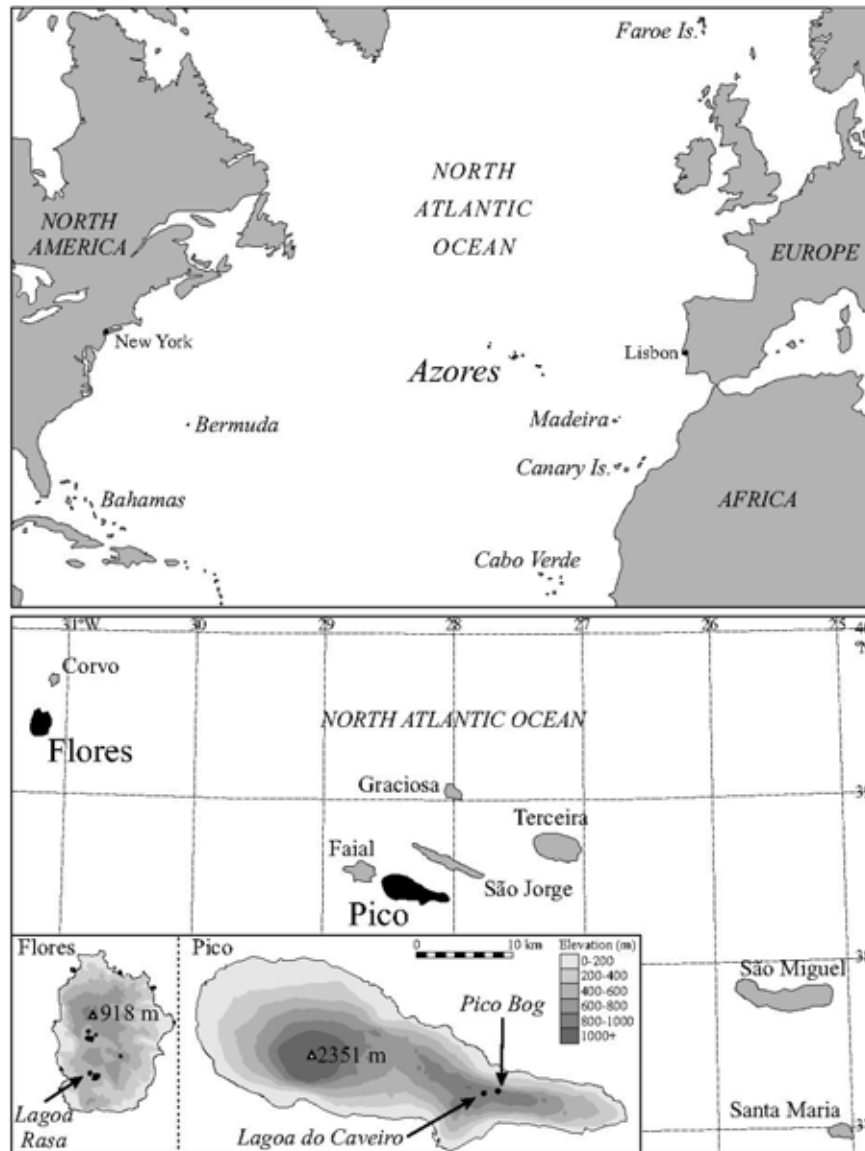 Faroe Is.
NORTH
ATLANTIC
OCEAN
NORTH
AMERICA
EUROPE
New York
Lisbon
Azores
Bermuda
Madeira
Canary Is.
Bahamas
AFRICA
Cabo Verde
31°W 30 29 28 27 26 25
Corvo
Flores
NORTH ATLANTIC OCEAN
Graciosa
Terceira
Faial
São Jorge
Pico
38
São Miguel
Santa Maria
Flores
918 m
Lagoa
Rasa
Pico
0 10 km
Elevation (m)
0-200
200-400
400-600
600-800
800-1000
1000+
Pico Bog
2351 m
Lagoa do Caveiro